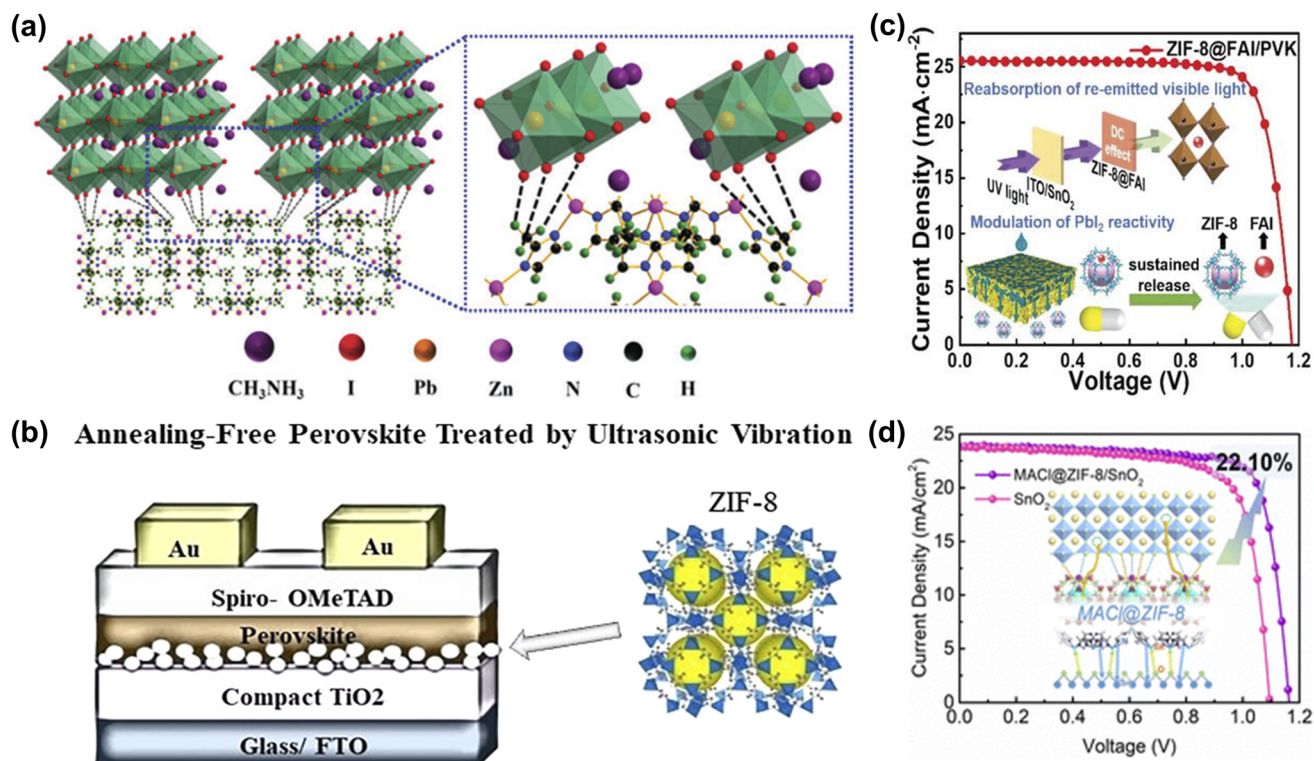 (a)
CH₃NH₃ I Pb Zn N C H
(b) Annealing-Free Perovskite Treated by Ultrasonic Vibration
Au Au
Spiro- OMeTAD
Perovskite
Compact TiO2
Glass/ FTO
ZIF-8
(c)
Current Density (mA·cm⁻²)
25
20
15
10
5
0
ZIF-8@FAI/PVK
Reabsorption of re-emitted visible light
UV light
ITO/SnO₂
DC
effect
ZIF-8@FAI
Modulation of PbI₂ reactivity
sustained
release
ZIF-8 FAI
0.0 0.2 0.4 0.6 0.8 1.0 1.2
Voltage (V)
(d)
Current Density (mA/cm²)
25
20
15
10
5
0
MACl@ZIF-8/SnO₂
SnO₂
22.10%
MACl@ZIF-8
0.0 0.2 0.4 0.6 0.8 1.0 1.2
Voltage (V)